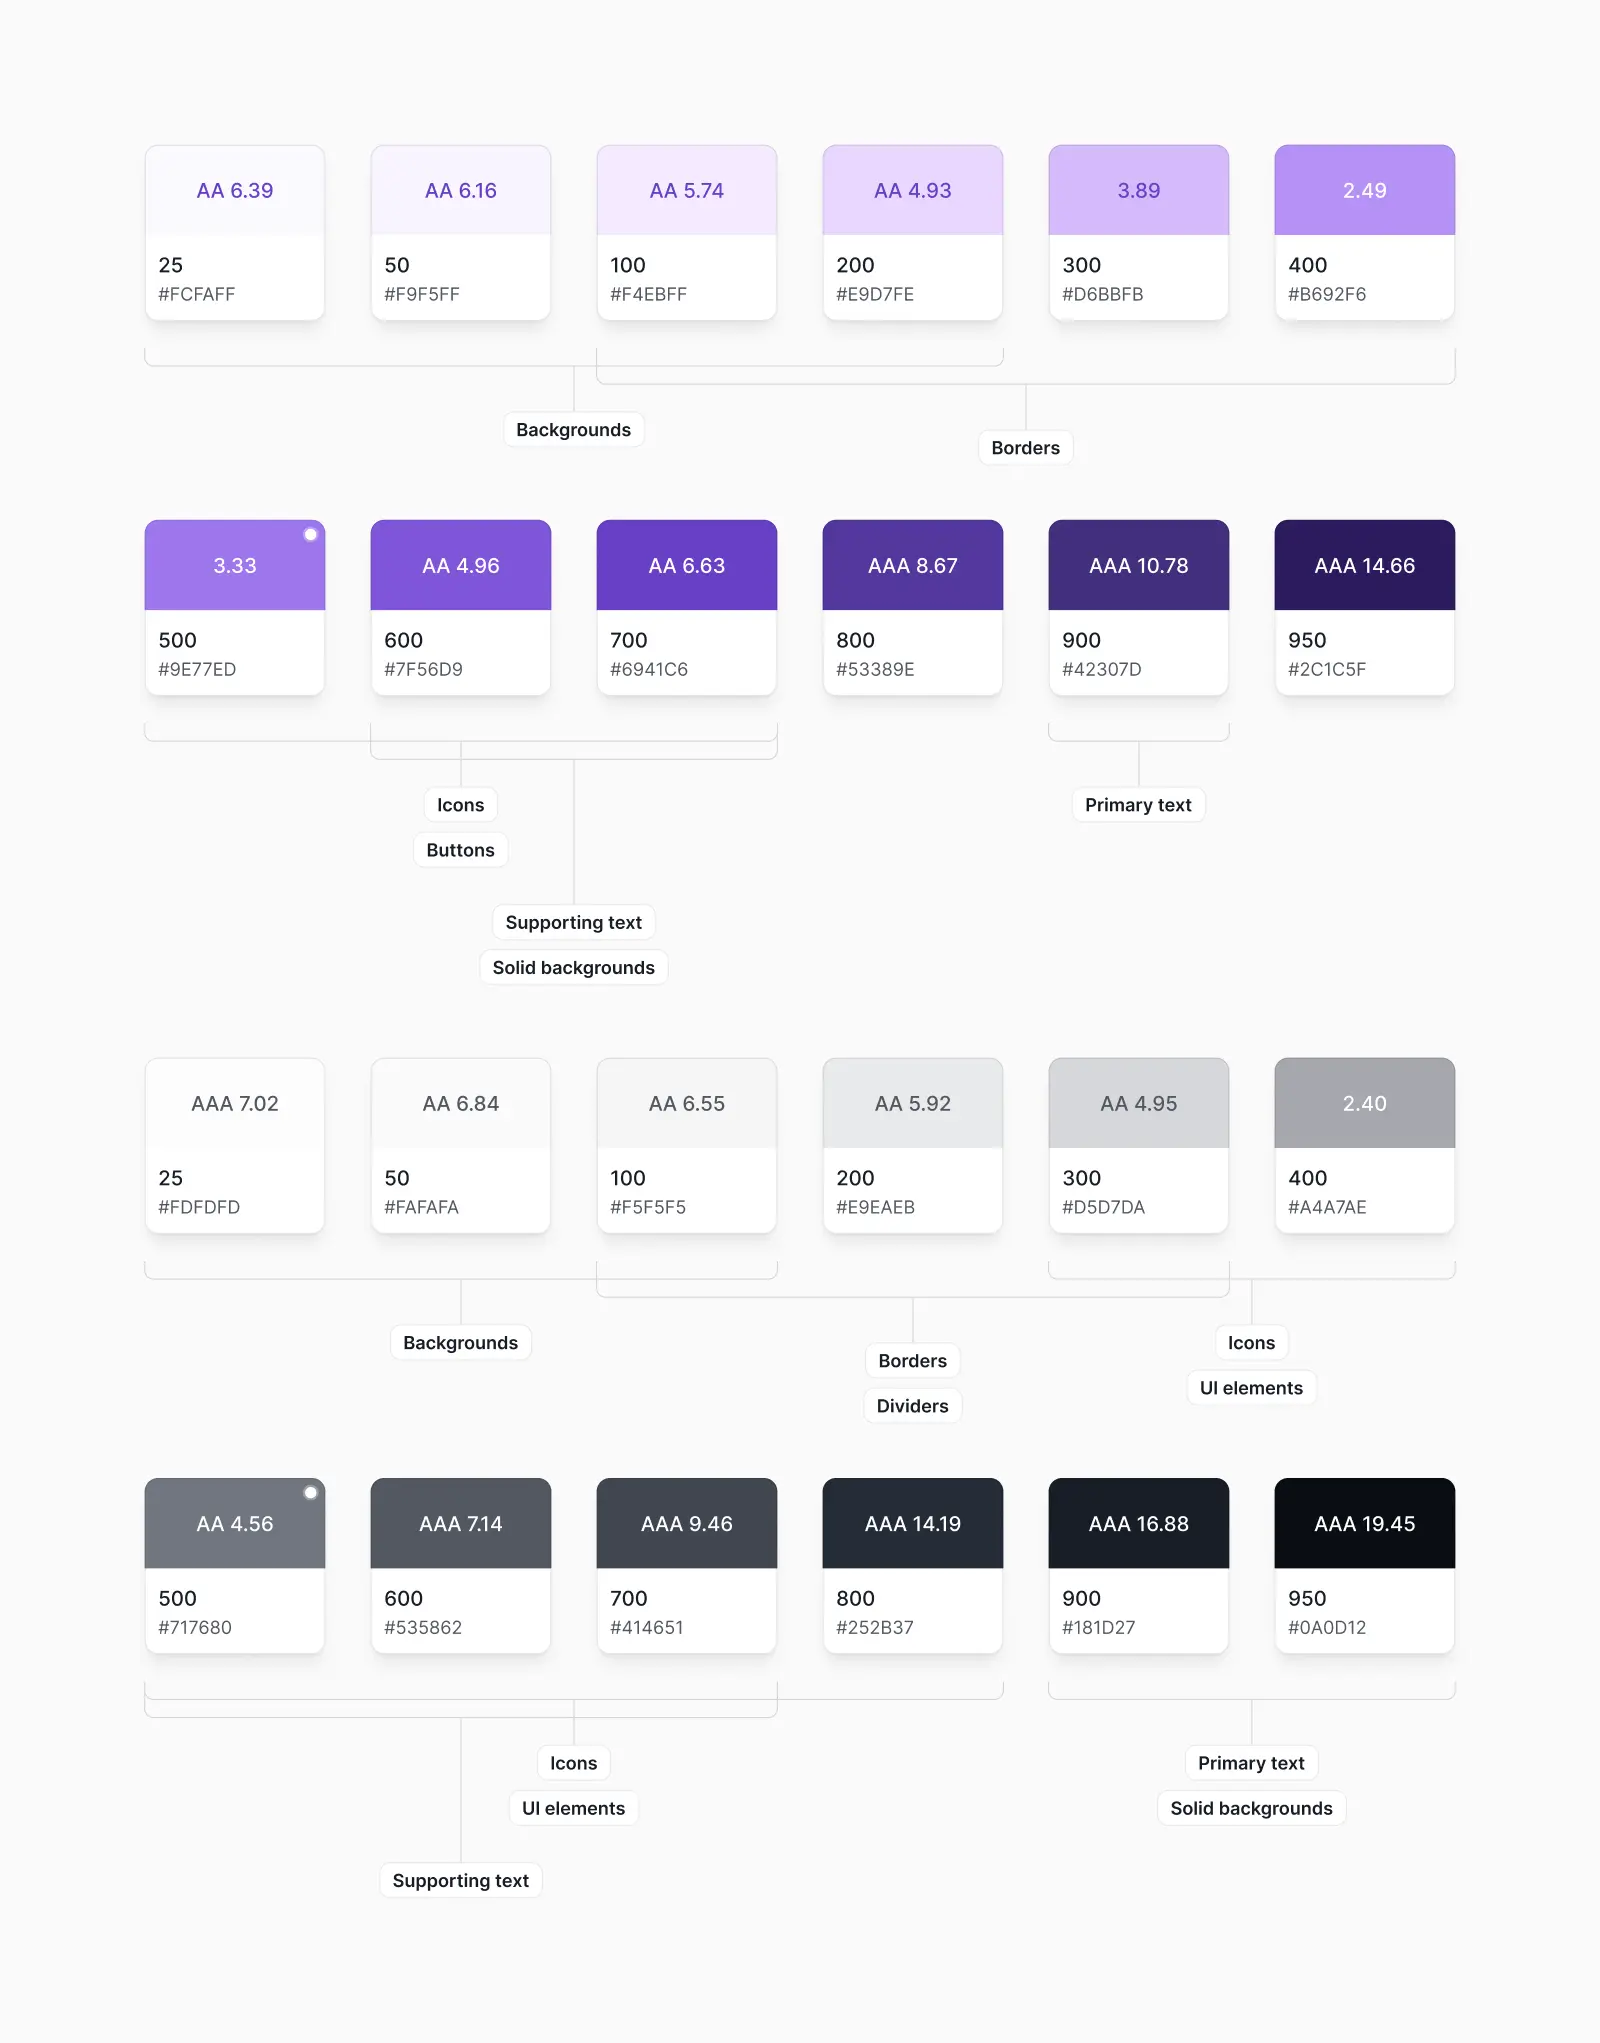 AA 6.39
AA 6.16
AA 5.74
AA 4.93
3.89
2.49
25
50
100
200
300
400
#FCFAFF
#F9F5FF
#F4EBFF
#E9D7FE
#D6BBFB
#B692F6
Backgrounds
Borders
3.33
AA 4.96
AA 6.63
AAA 8.67
AAA 10.78
AAA 14.66
500
600
700
800
900
950
#9E77ED
#7F56D9
#6941C6
#53389E
#42307D
#2C1C5F
Icons
Primary text
Buttons
Supporting text
Solid backgrounds
AAA 7.02
AA 6.84
AA 6.55
AA 5.92
AA 4.95
2.40
25
50
100
200
300
400
#FDFDFD
#FAFAFA
#F5F5F5
#E9EAEB
#D5D7DA
#A4A7AE
Backgrounds
Icons
Borders
UI elements
Dividers
AA 4.56
AAA 7.14
AAA 9.46
AAA 14.19
AAA 16.88
AAA 19.45
500
600
700
800
900
950
#717680
#535862
#414651
#252B37
#181D27
#0A0D12
Icons
Primary text
UI elements
Solid backgrounds
Supporting text